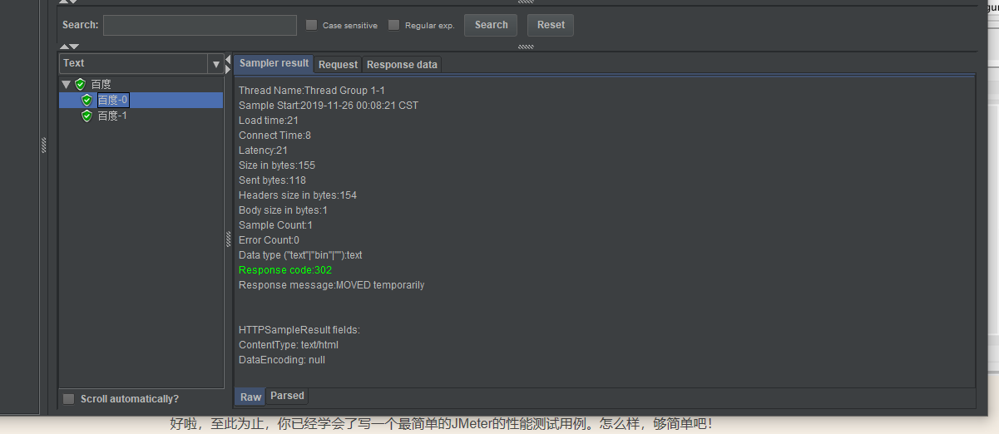 Search:
Case sensitive
Regular exp.
Search
Reset
Text
Sampler result
Request
Response data
百度
百度-0
百度-1
Thread Name:Thread Group 1-1
Sample Start:2019-11-26 00:08:21 CST
Load time:21
Connect Time:8
Latency:21
Size in bytes:155
Sent bytes:118
Headers size in bytes:154
Body size in bytes:1
Sample Count:1
Error Count:0
Data type ("text"|"bin"|""):text
Response code:302
Response message:MOVED temporarily
HTTPSampleResult fields:
ContentType: text/html
DataEncoding: null
Raw
Parsed
Scroll automatically?
好啦，至此为止，你已经学会了写一个最简单的JMeter的性能测试用例。怎么样，够简单吧！